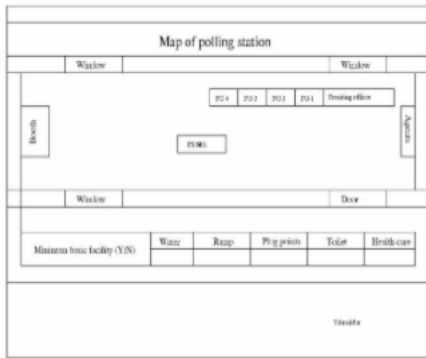 Map of polling station
Window Window
PO 4 PO 3 PO 2 PO 1 Presiding officer
Booth
Agents
Window Door
Minimum basic facility (Y/N) Water Ramp Plug points Toilet Health care